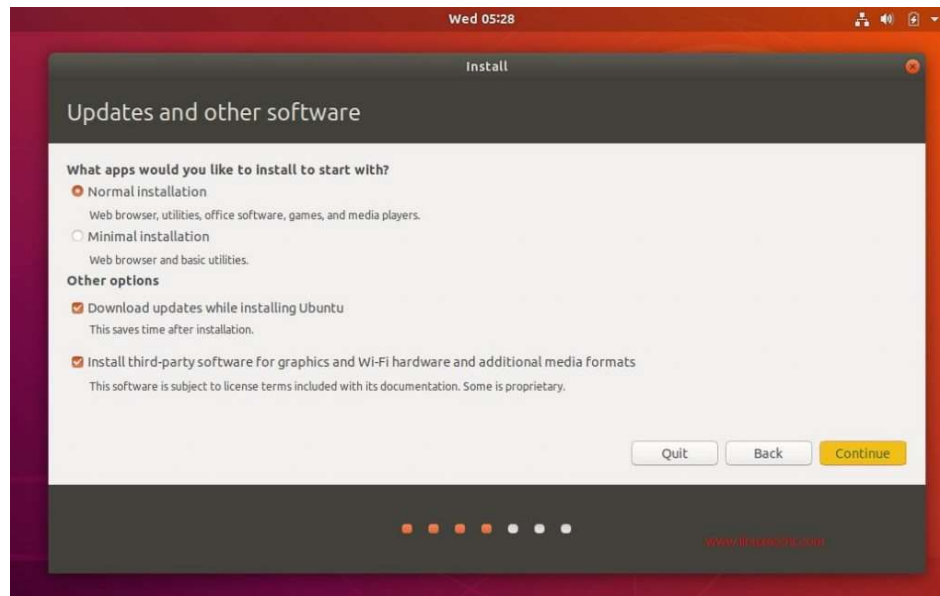 Wed 05:28
Install
Updates and other software
What apps would you like to install to start with?
Normal installation
Web browser, utilities, office software, games, and media players.
Minimal installation
Web browser and basic utilities.
Other options
Download updates while installing Ubuntu
This saves time after installation.
Install third-party software for graphics and Wi-Fi hardware and additional media formats
This software is subject to license terms included with its documentation. Some is proprietary.
Quit Back Continue